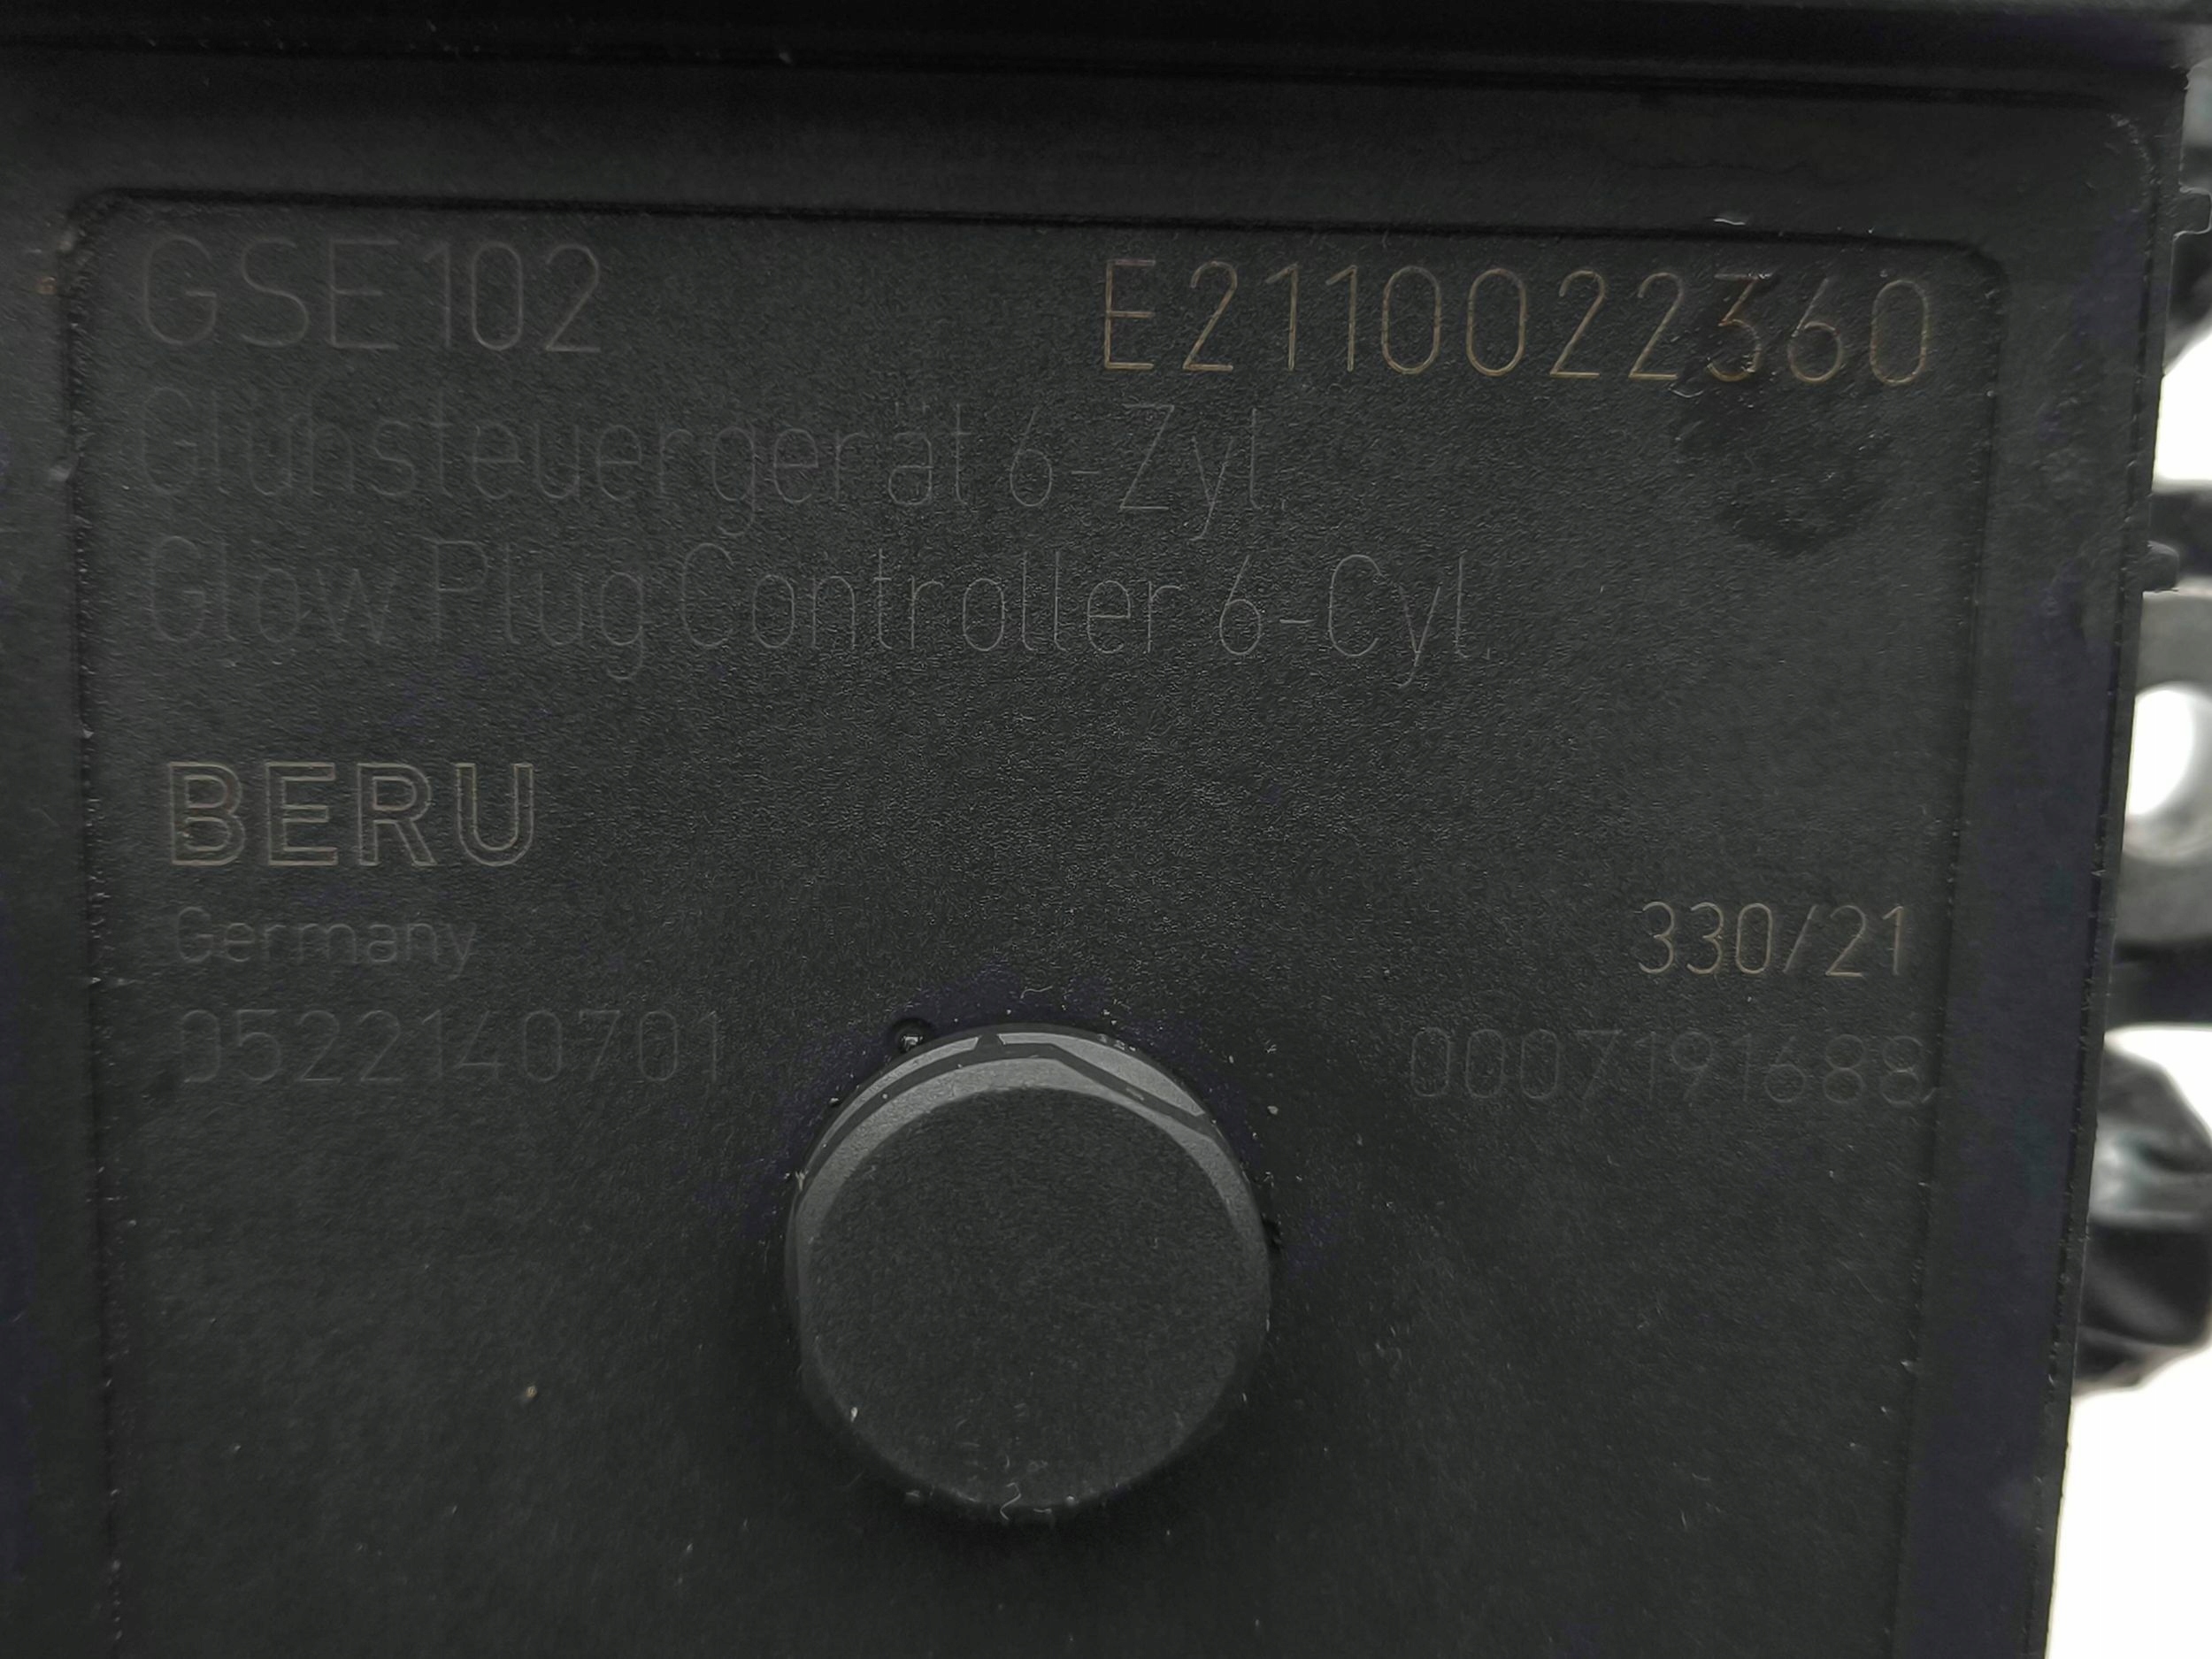 GSE102 E2110022360
Glühsteuergerät 6-Zyl.
Glow Plug Controller 6-Cyl.
BERU
Germany 330/21
0522140701 0007191688